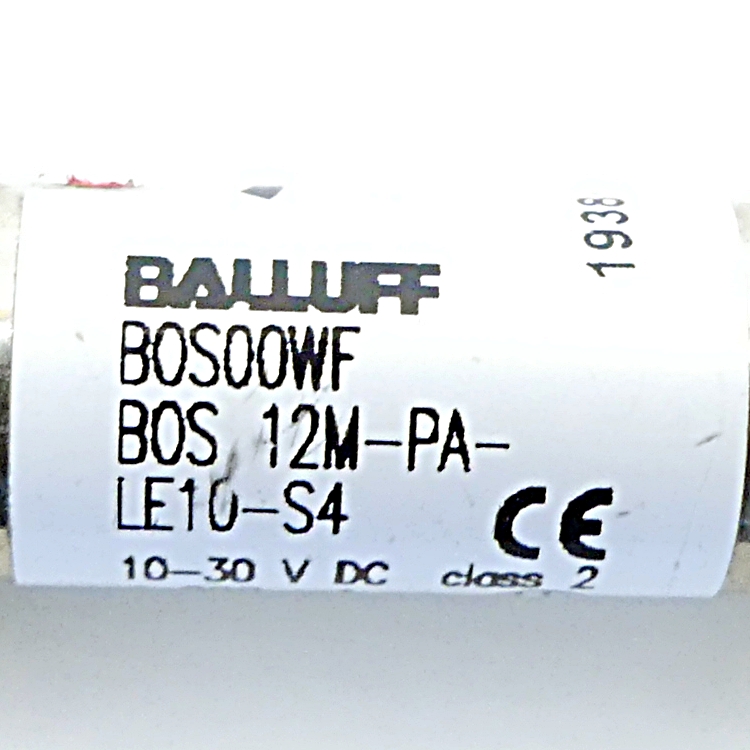 BALLUFF
BOS00WF
BOS 12M-PA-
LE10-S4
CE
10-30 V DC class 2
1938